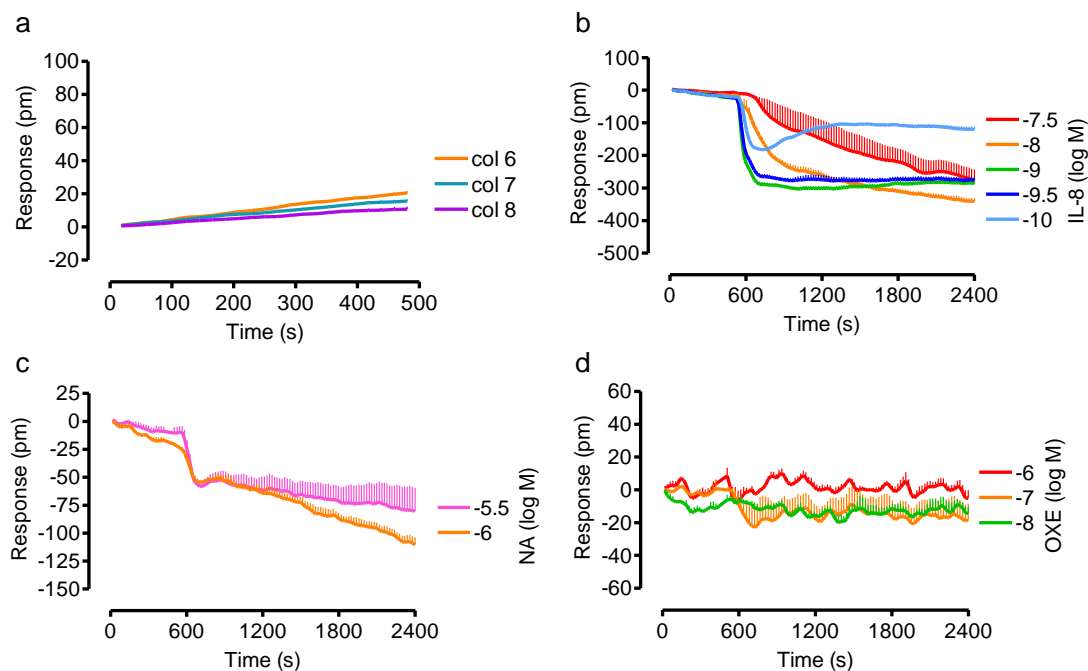 a
Response (pm)
100
80
60
40
20
0
-20
0 100 200 300 400 500
Time (s)
col 6
col 7
col 8
b
Response (pm)
100
0
-100
-200
-300
-400
-500
0 600 1200 1800 2400
Time (s)
-7.5
-8
-9
-9.5
-10
IL-8 (log M)
c
Response (pm)
25
0
-25
-50
-75
-100
-125
-150
0 600 1200 1800 2400
Time (s)
-5.5
-6
NA (log M)
d
Response (pm)
60
40
20
0
-20
-40
-60
0 600 1200 1800 2400
Time (s)
-6
-7
-8
OXE (log M)